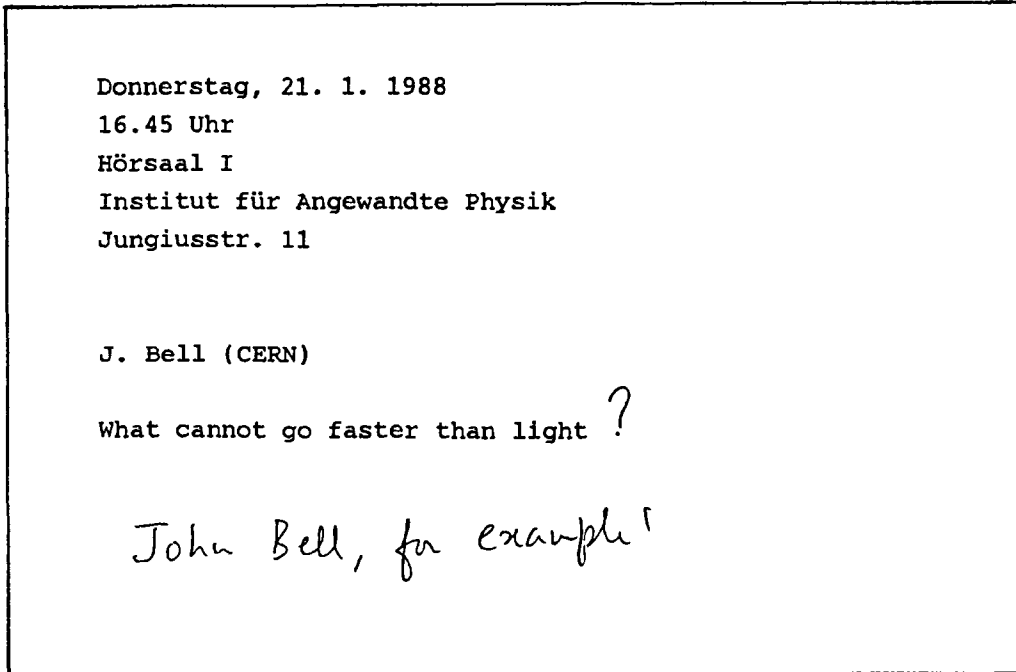 Donnerstag, 21. 1. 1988
16.45 Uhr
Hörsaal I
Institut für Angewandte Physik
Jungiusstr. 11
J. Bell (CERN)
What cannot go faster than light ?
John Bell, for example!